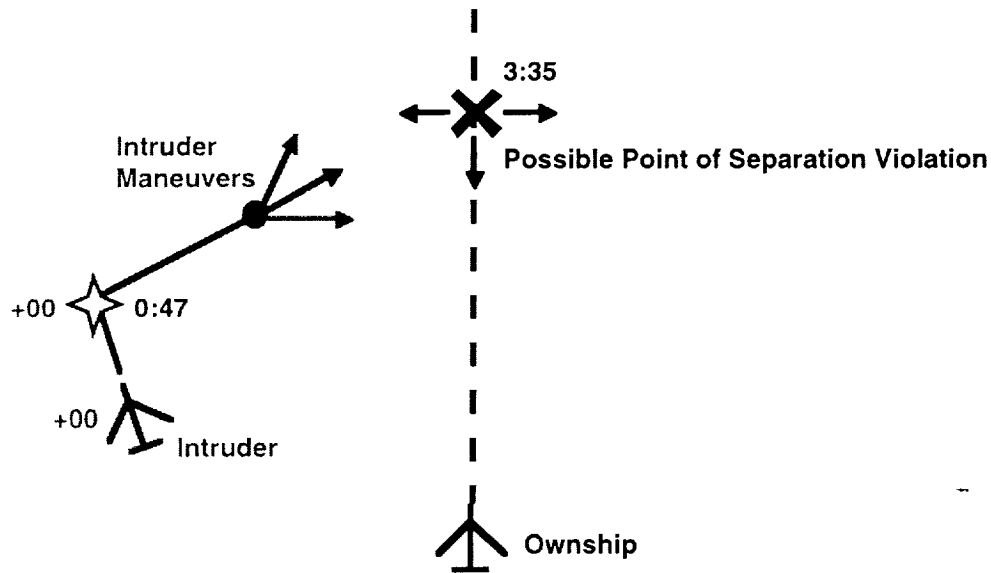 3:35
Intruder
Maneuvers
Possible Point of Separation Violation
+00
0:47
+00
Intruder
Ownship